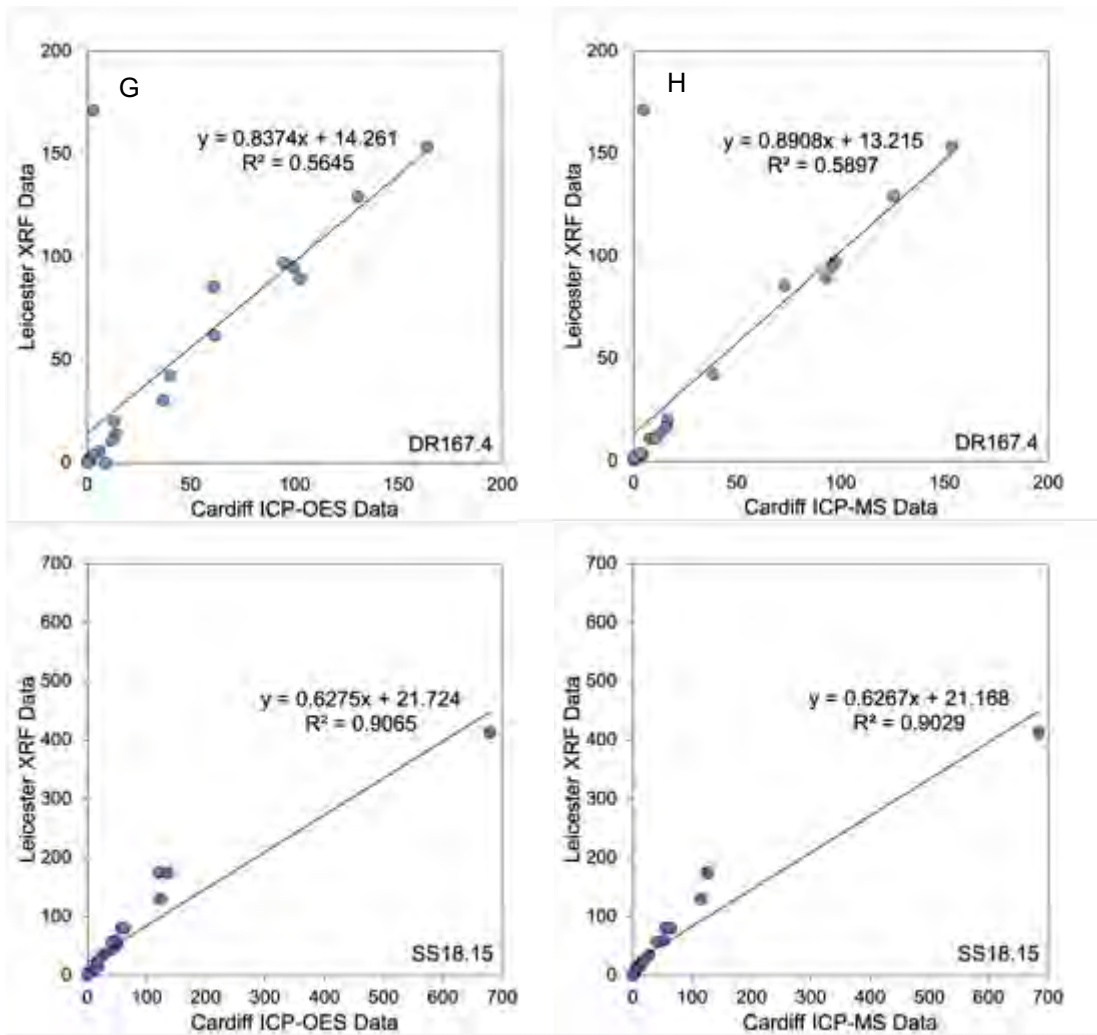 G
200
150
100
50
0
Leicester XRF Data
y = 0.8374x + 14.261
R² = 0.5645
DR167.4
0 50 100 150 200
Cardiff ICP-OES Data
H
200
150
100
50
0
Leicester XRF Data
y = 0.8908x + 13.215
R² = 0.5897
DR167.4
0 50 100 150 200
Cardiff ICP-MS Data
700
600
500
400
300
200
100
0
Leicester XRF Data
y = 0.6275x + 21.724
R² = 0.9065
SS18.15
0 100 200 300 400 500 600 700
Cardiff ICP-OES Data
700
600
500
400
300
200
100
0
Leicester XRF Data
y = 0.6267x + 21.168
R² = 0.9029
SS18.15
0 100 200 300 400 500 600 700
Cardiff ICP-MS Data